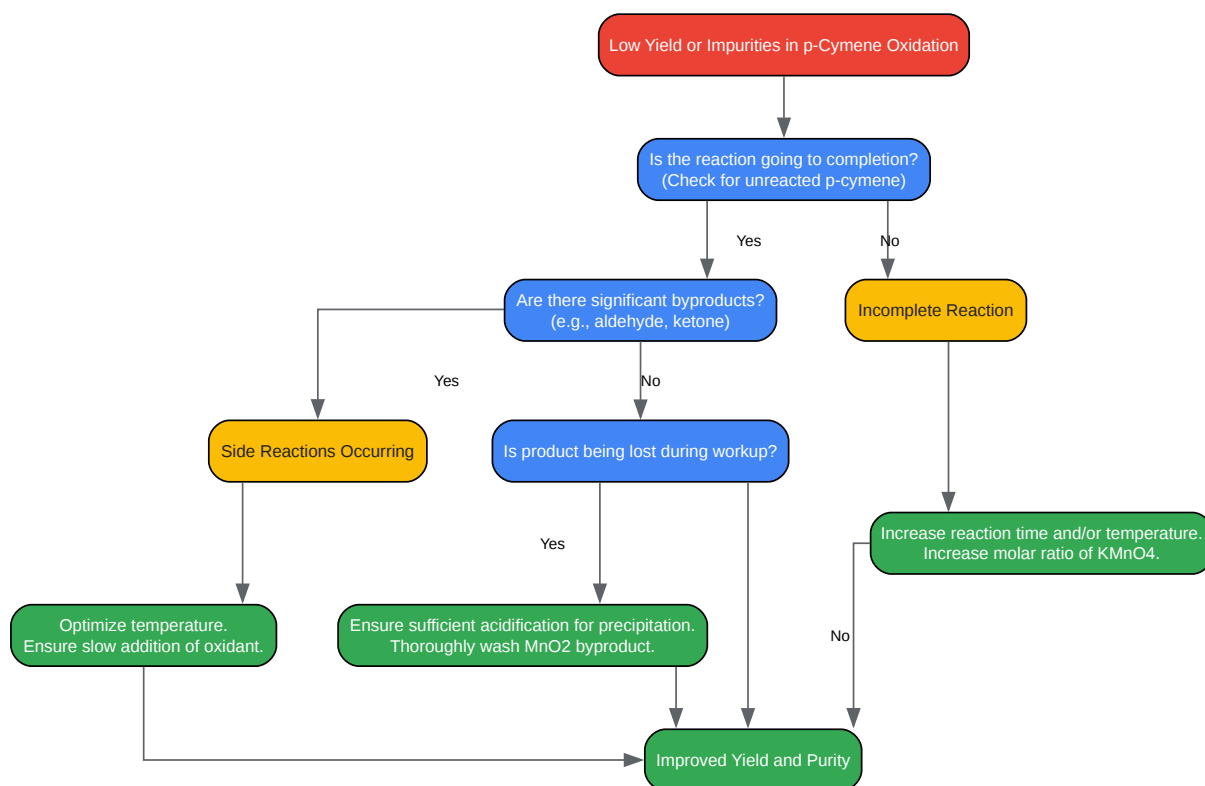 Low Yield or Impurities in p-Cymene Oxidation
Is the reaction going to completion?
(Check for unreacted p-cymene)
Yes
No
Are there significant byproducts?
(e.g., aldehyde, ketone)
Incomplete Reaction
Yes
No
Side Reactions Occurring
Is product being lost during workup?
Increase reaction time and/or temperature.
Increase molar ratio of KMnO4.
Yes
Optimize temperature.
Ensure slow addition of oxidant.
Ensure sufficient acidification for precipitation.
Thoroughly wash MnO2 byproduct.
No
Improved Yield and Purity